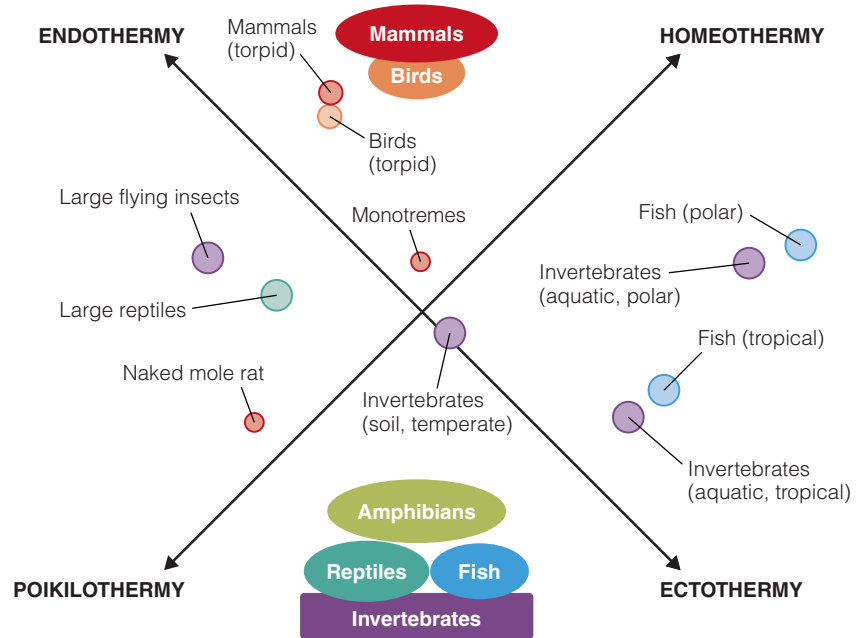 ENDOTHERMY
Mammals
(torpid)
Mammals
HOMEOTHERMY
Birds
Birds
(torpid)
Large flying insects
Monotremes
Fish (polar)
Invertebrates
(aquatic, polar)
Large reptiles
Fish (tropical)
Naked mole rat
Invertebrates
(soil, temperate)
Invertebrates
(aquatic, tropical)
Amphibians
Reptiles
Fish
POIKILOTHERMY
ECTOTHERMY
Invertebrates